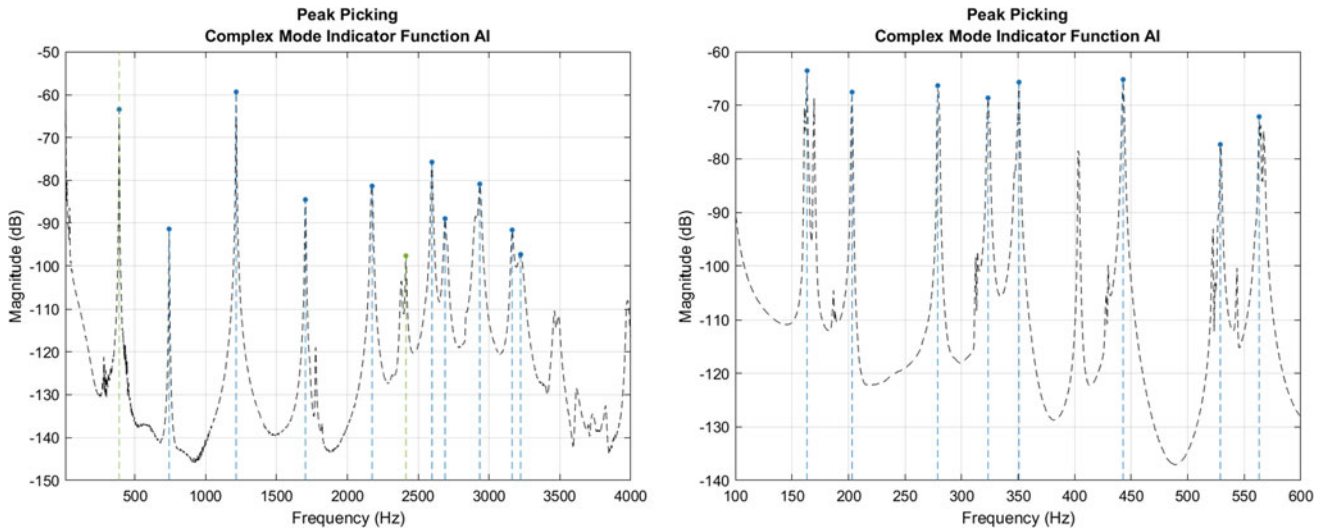 Peak Picking
Complex Mode Indicator Function AI
-50
-60
-70
-80
-90
-100
-110
-120
-130
-140
-150
Magnitude (dB)
500 1000 1500 2000 2500 3000 3500 4000
Frequency (Hz)
Peak Picking
Complex Mode Indicator Function AI
-60
-70
-80
-90
-100
-110
-120
-130
-140
Magnitude (dB)
100 150 200 250 300 350 400 450 500 550 600
Frequency (Hz)